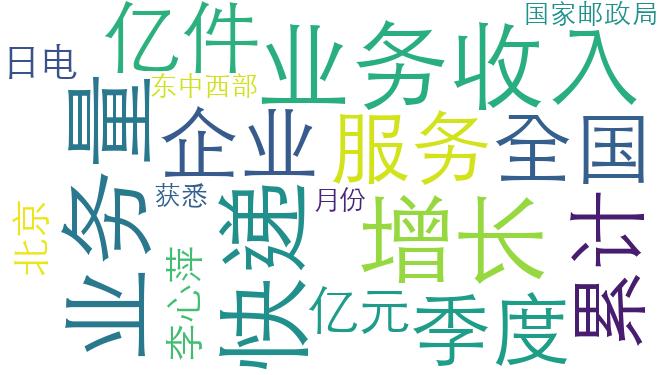 国家邮政局
亿件
业务收入
日电
东中西部
业务量
企业
服务
全国
快递
获悉
月份
增长
累计
北京
李心萍
亿元
季度